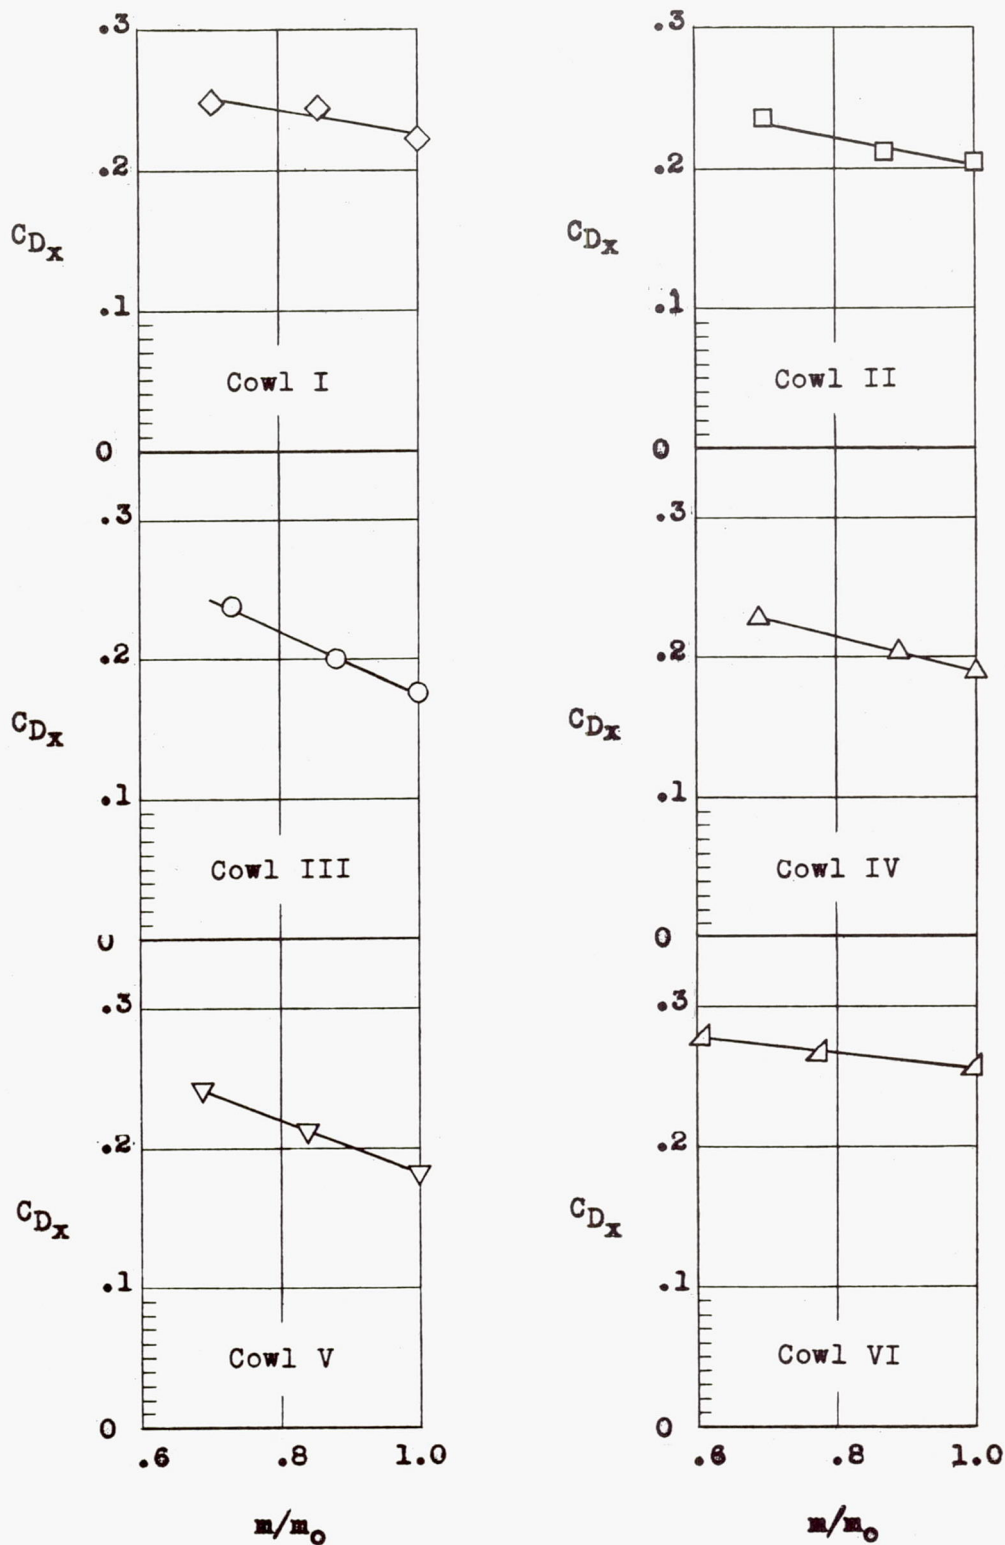 .3
.2
C_Dx
.1
Cowl I
0
.3
.2
C_Dx
.1
Cowl II
0
.3
.2
C_Dx
.1
Cowl III
0
.3
.2
C_Dx
.1
Cowl IV
0
.3
.2
C_Dx
.1
Cowl V
0
.6 .8 1.0
m/m_o
.3
.2
C_Dx
.1
Cowl VI
0
.6 .8 1.0
m/m_o